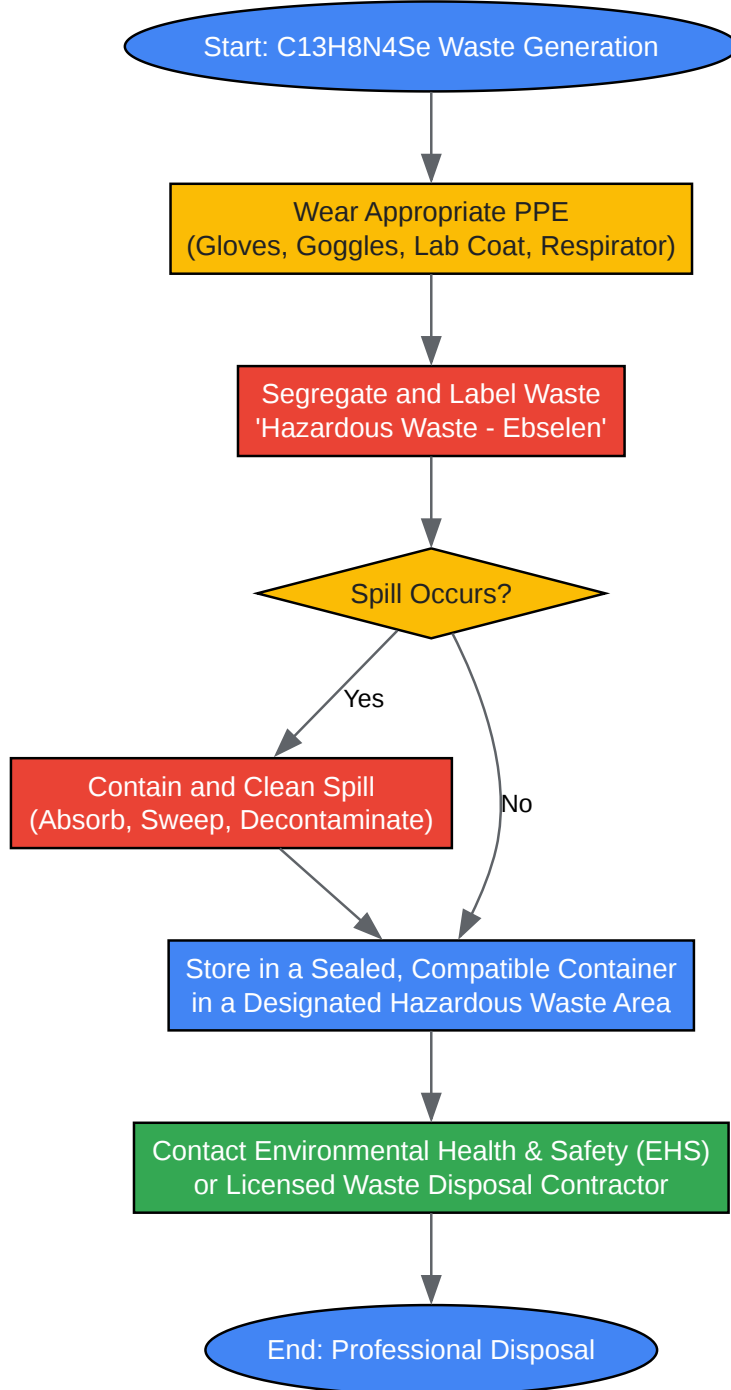 Start: C13H8N4Se Waste Generation
Wear Appropriate PPE
(Gloves, Goggles, Lab Coat, Respirator)
Segregate and Label Waste
'Hazardous Waste - Ebselen'
Spill Occurs?
Yes
Contain and Clean Spill
(Absorb, Sweep, Decontaminate)
No
Store in a Sealed, Compatible Container
in a Designated Hazardous Waste Area
Contact Environmental Health & Safety (EHS)
or Licensed Waste Disposal Contractor
End: Professional Disposal